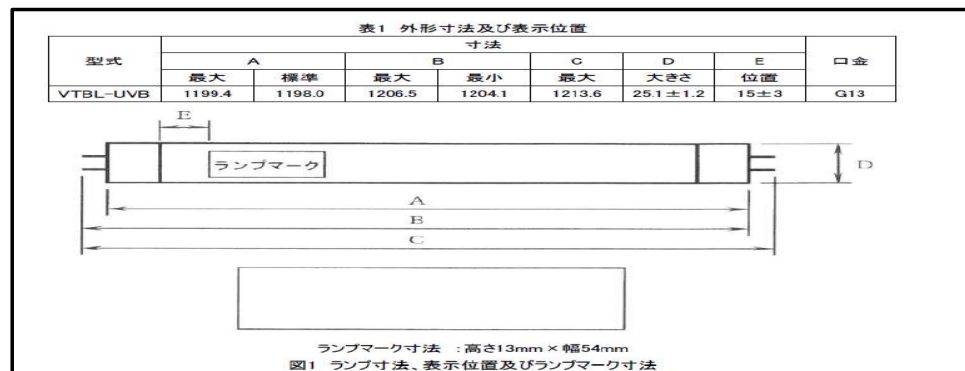 表1 外形寸法及び表示位置
型式 寸法 口金
A B C D E
最大 標準 最大 最小 最大 大きさ 位置
VTBL-UVB 1199.4 1198.0 1206.5 1204.1 1213.6 25.1±1.2 15±3 G13
E
ランプマーク
D
A
B
C
ランプマーク寸法 :高さ13mm×幅54mm
図1 ランプ寸法、表示位置及びランプマーク寸法